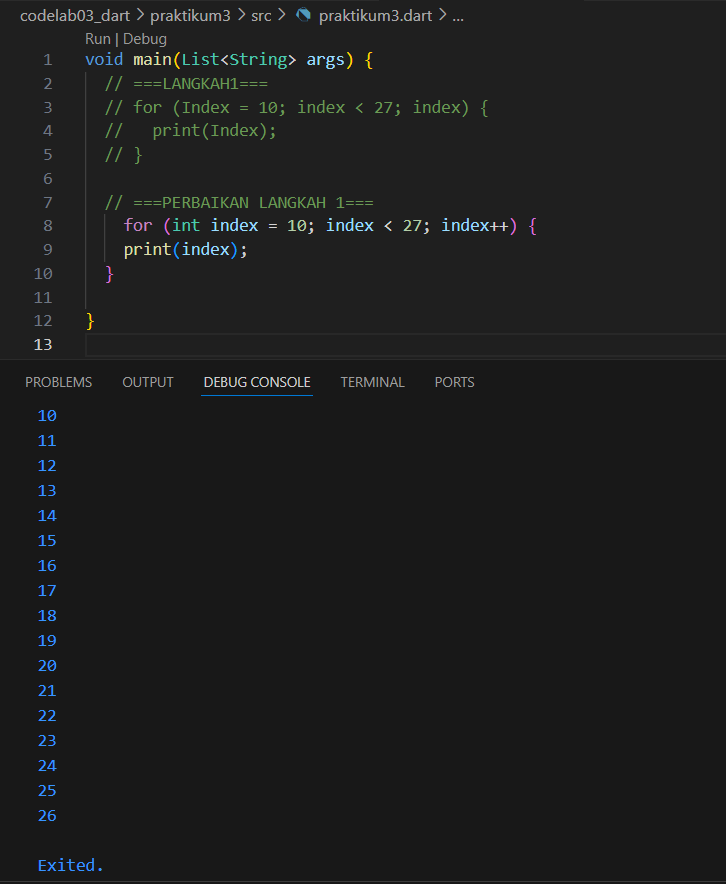 codelab03_dart > praktikum3 > src > praktikum3.dart > ...
Run | Debug
1 void main(List<String> args) {
2 // ===LANGKAH1===
3 // for (Index = 10; index < 27; index) {
4 //   print(Index);
5 // }
6
7 // ===PERBAIKAN LANGKAH 1===
8 for (int index = 10; index < 27; index++) {
9 print(index);
10 }
11
12 }
13
PROBLEMS OUTPUT DEBUG CONSOLE TERMINAL PORTS
10
11
12
13
14
15
16
17
18
19
20
21
22
23
24
25
26
Exited.